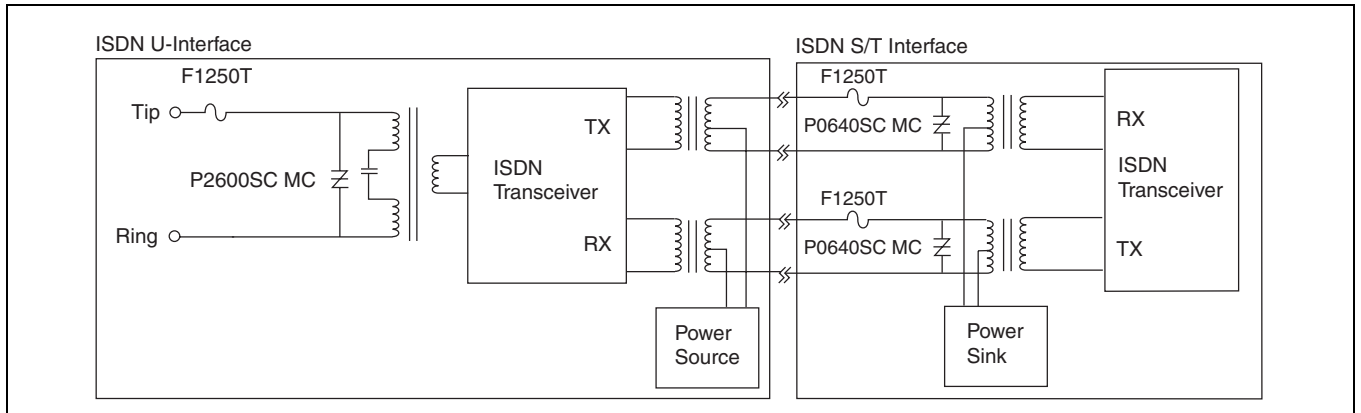 ISDN U-Interface
F1250T
Tip
P2600SC MC
Ring
TX
ISDN
Transceiver
RX
Power
Source
ISDN S/T Interface
F1250T
P0640SC MC
F1250T
P0640SC MC
RX
ISDN
Transceiver
TX
Power
Sink